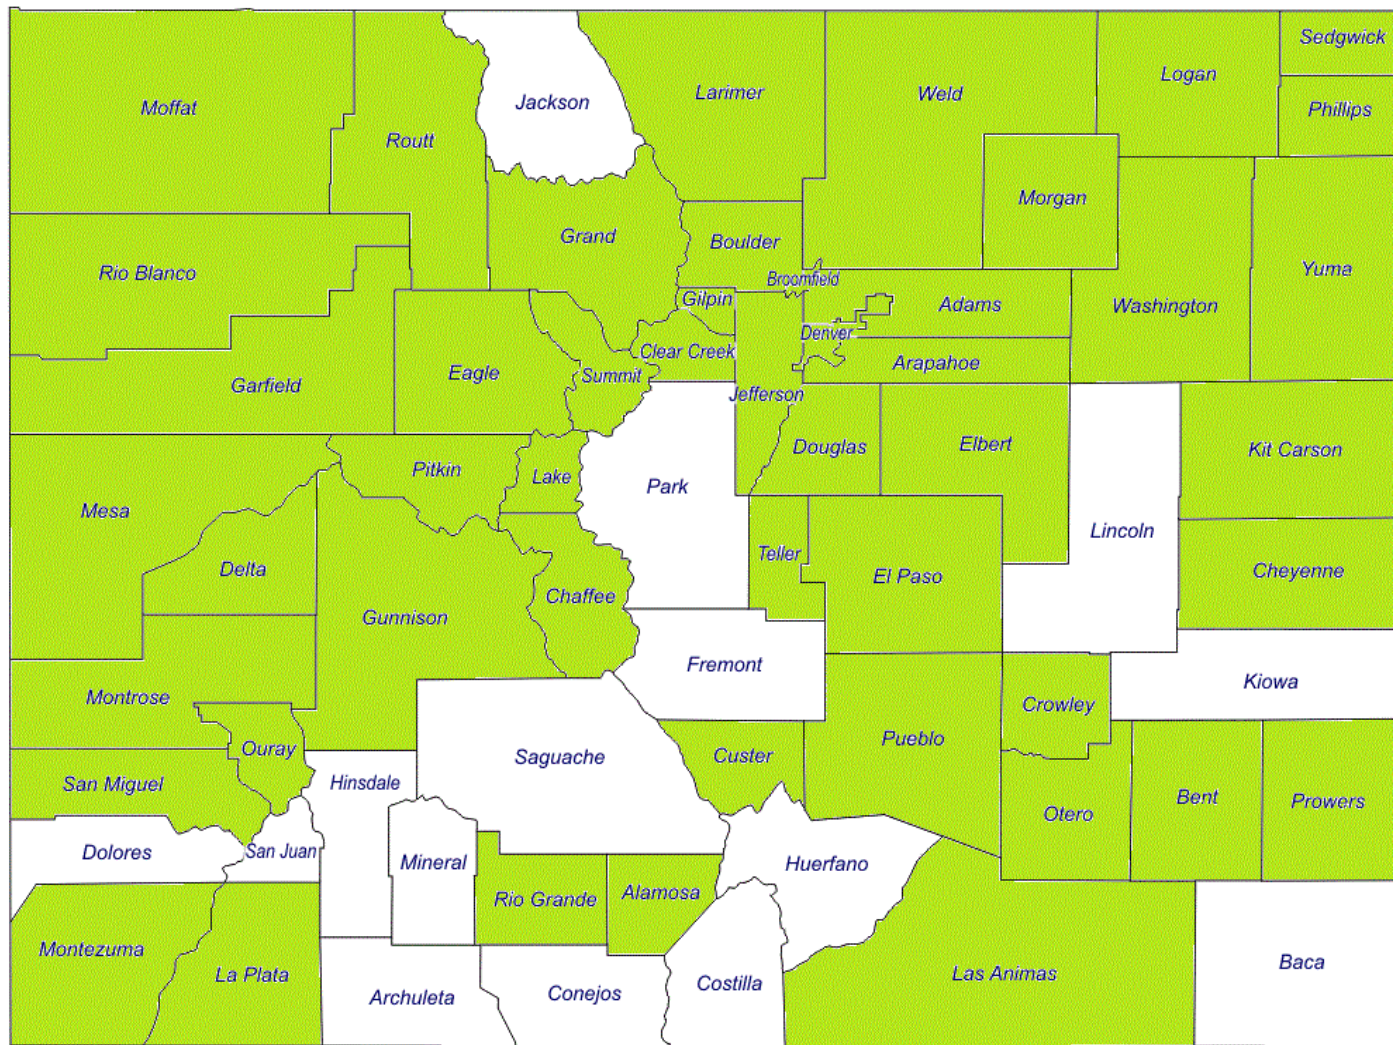 Sedgwick
Logan
Moffat
Jackson
Larimer
Weld
Phillips
Routt
Morgan
Grand
Boulder
Rio Blanco
Yuma
Broomfield
Gilpin
Adams
Washington
Denver
Clear Creek
Arapahoe
Eagle
Summit
Garfield
Jefferson
Douglas
Elbert
Kit Carson
Pitkin
Lake
Park
Mesa
Lincoln
Teller
Delta
El Paso
Cheyenne
Chaffee
Gunnison
Fremont
Kiowa
Montrose
Crowley
Pueblo
Ouray
Saguache
Custer
San Miguel
Hinsdale
Bent
Prowers
Otero
Dolores
San Juan
Mineral
Huerfano
Rio Grande
Alamosa
Montezuma
La Plata
Las Animas
Baca
Costilla
Archuleta
Conejos